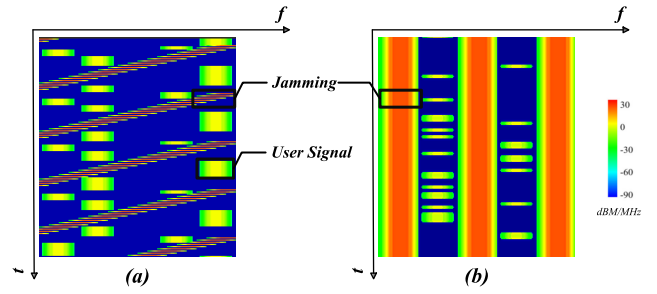 f
f
Jamming
User Signal
30
0
-30
-60
-90
dBM/MHz
t
(a)
t
(b)